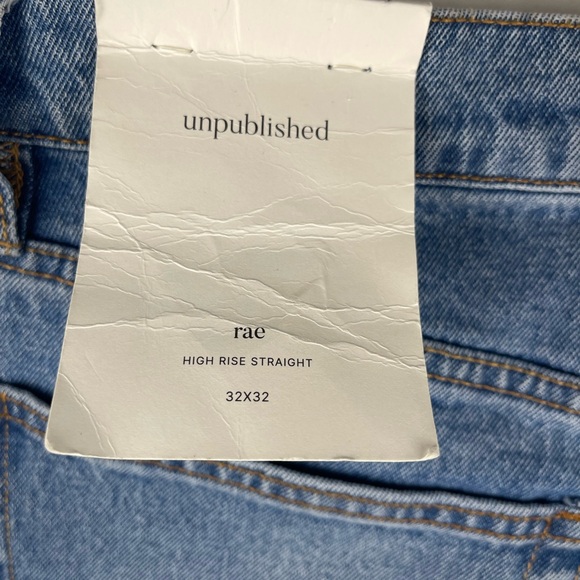 unpublished
rae
HIGH RISE STRAIGHT
32X32